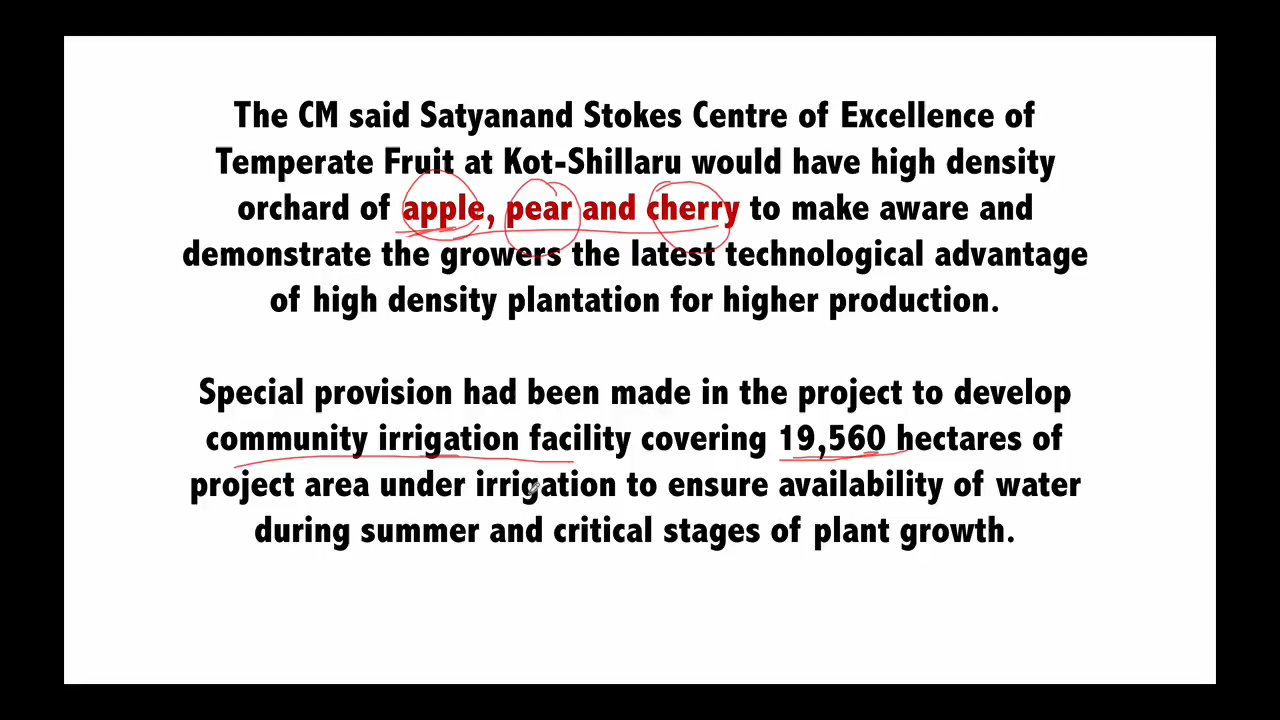 The CM said Satyanand Stokes Centre of Excellence of
Temperate Fruit at Kot-Shillaru would have high density
orchard of apple, pear and cherry to make aware and
demonstrate the growers the latest technological advantage
of high density plantation for higher production.
Special provision had been made in the project to develop
community irrigation facility covering 19,560 hectares of
project area under irrigation to ensure availability of water
during summer and critical stages of plant growth.